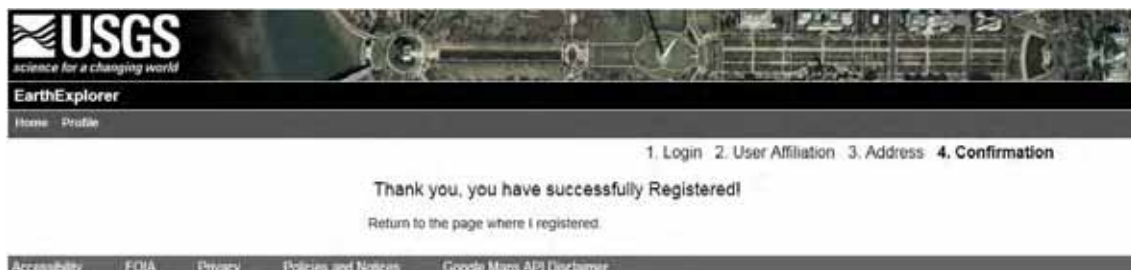 USGS
science for a changing world
EarthExplorer
Home Profile
1. Login 2. User Affiliation 3. Address 4. Confirmation
Thank you, you have successfully Registered!
Return to the page where I registered.
Accessibility FOIA Privacy Policies and Notices Google Maps API Disclaimer